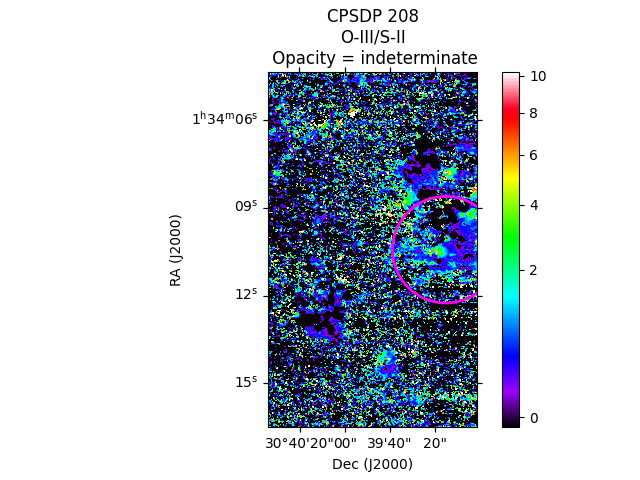 CPSDP 208
O-III/S-II
Opacity = indeterminate
1ʰ34ᵐ06ˢ
09ˢ
12ˢ
15ˢ
RA (J2000)
30°40'20"00" 39'40" 20"
Dec (J2000)
10
8
6
4
2
0